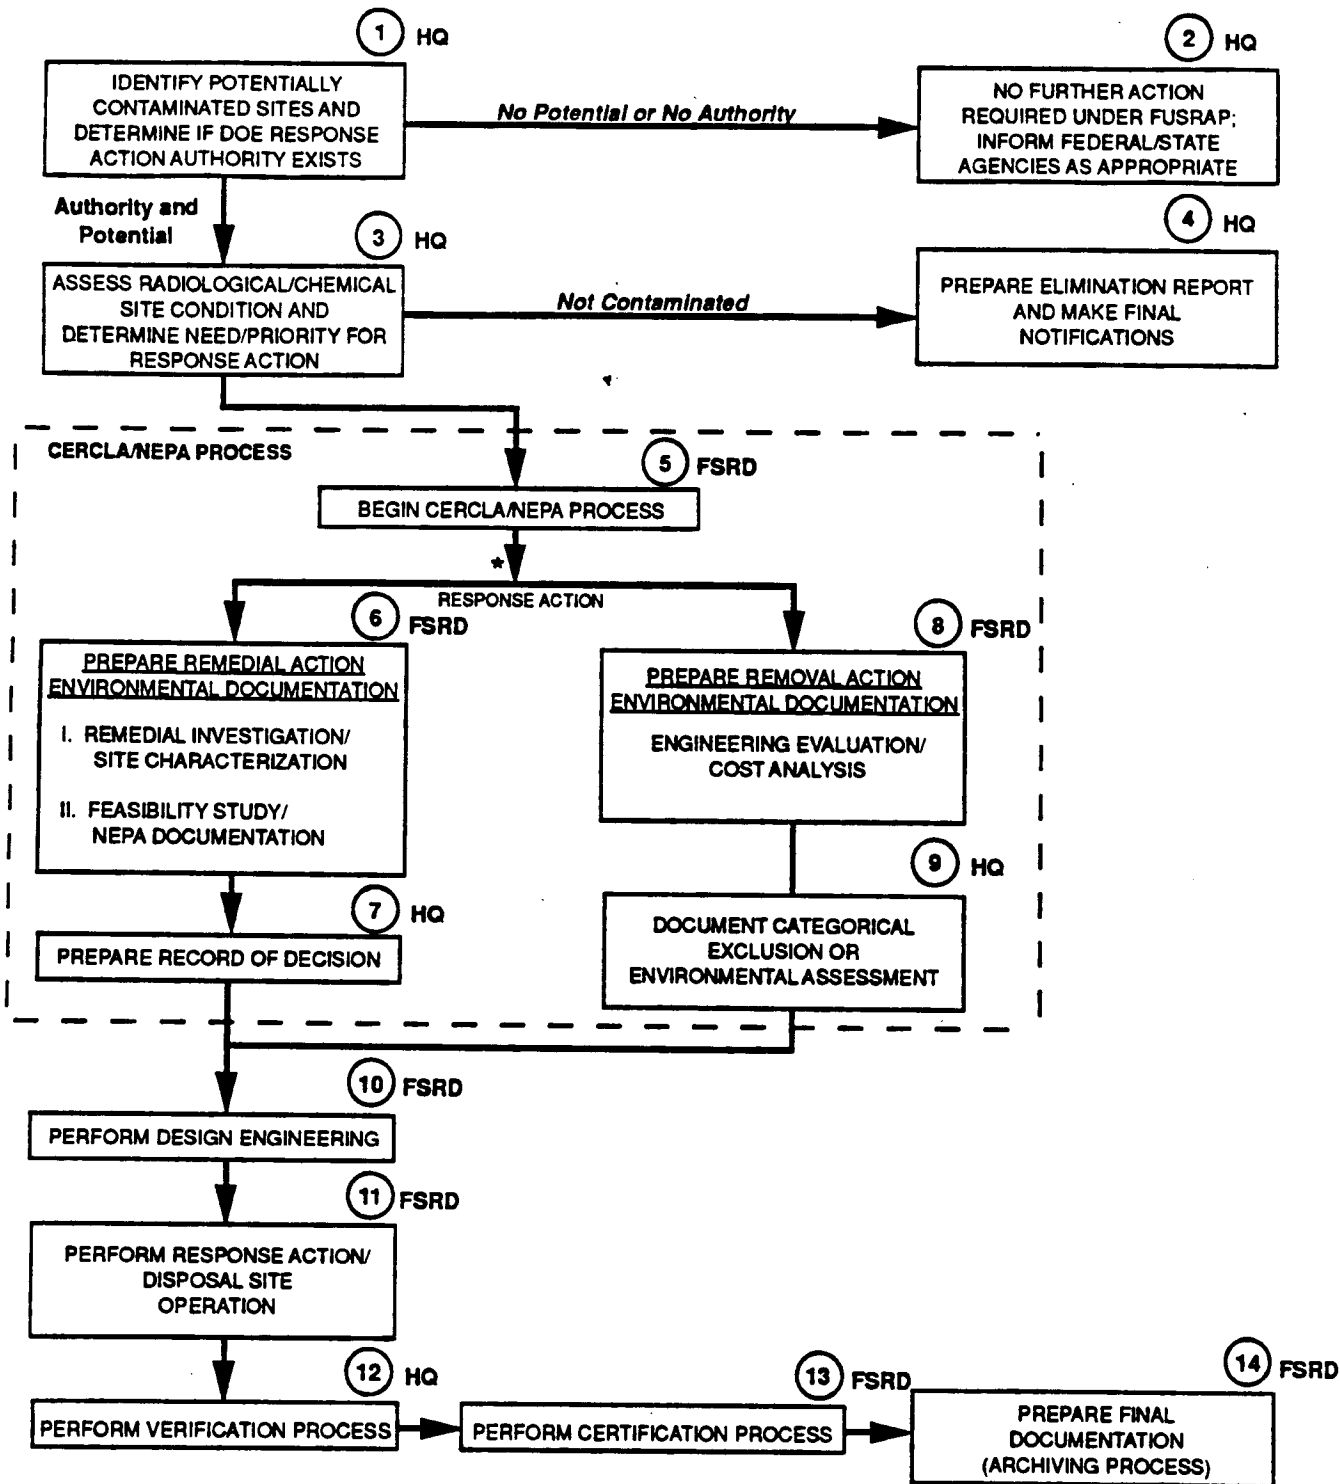 1 HQ
IDENTIFY POTENTIALLY
CONTAMINATED SITES AND
DETERMINE IF DOE RESPONSE
ACTION AUTHORITY EXISTS
No Potential or No Authority
2 HQ
NO FURTHER ACTION
REQUIRED UNDER FUSRAP;
INFORM FEDERAL/STATE
AGENCIES AS APPROPRIATE
Authority and
Potential
3 HQ
ASSESS RADIOLOGICAL/CHEMICAL
SITE CONDITION AND
DETERMINE NEED/PRIORITY FOR
RESPONSE ACTION
Not Contaminated
4 HQ
PREPARE ELIMINATION REPORT
AND MAKE FINAL
NOTIFICATIONS
CERCLA/NEPA PROCESS
5 FSRD
BEGIN CERCLA/NEPA PROCESS
*
RESPONSE ACTION
6 FSRD
PREPARE REMEDIAL ACTION
ENVIRONMENTAL DOCUMENTATION
I. REMEDIAL INVESTIGATION/
SITE CHARACTERIZATION
II. FEASIBILITY STUDY/
NEPA DOCUMENTATION
8 FSRD
PREPARE REMOVAL ACTION
ENVIRONMENTAL DOCUMENTATION
ENGINEERING EVALUATION/
COST ANALYSIS
7 HQ
PREPARE RECORD OF DECISION
9 HQ
DOCUMENT CATEGORICAL
EXCLUSION OR
ENVIRONMENTAL ASSESSMENT
10 FSRD
PERFORM DESIGN ENGINEERING
11 FSRD
PERFORM RESPONSE ACTION/
DISPOSAL SITE
OPERATION
12 HQ
PERFORM VERIFICATION PROCESS
13 FSRD
PERFORM CERTIFICATION PROCESS
14 FSRD
PREPARE FINAL
DOCUMENTATION
(ARCHIVING PROCESS)